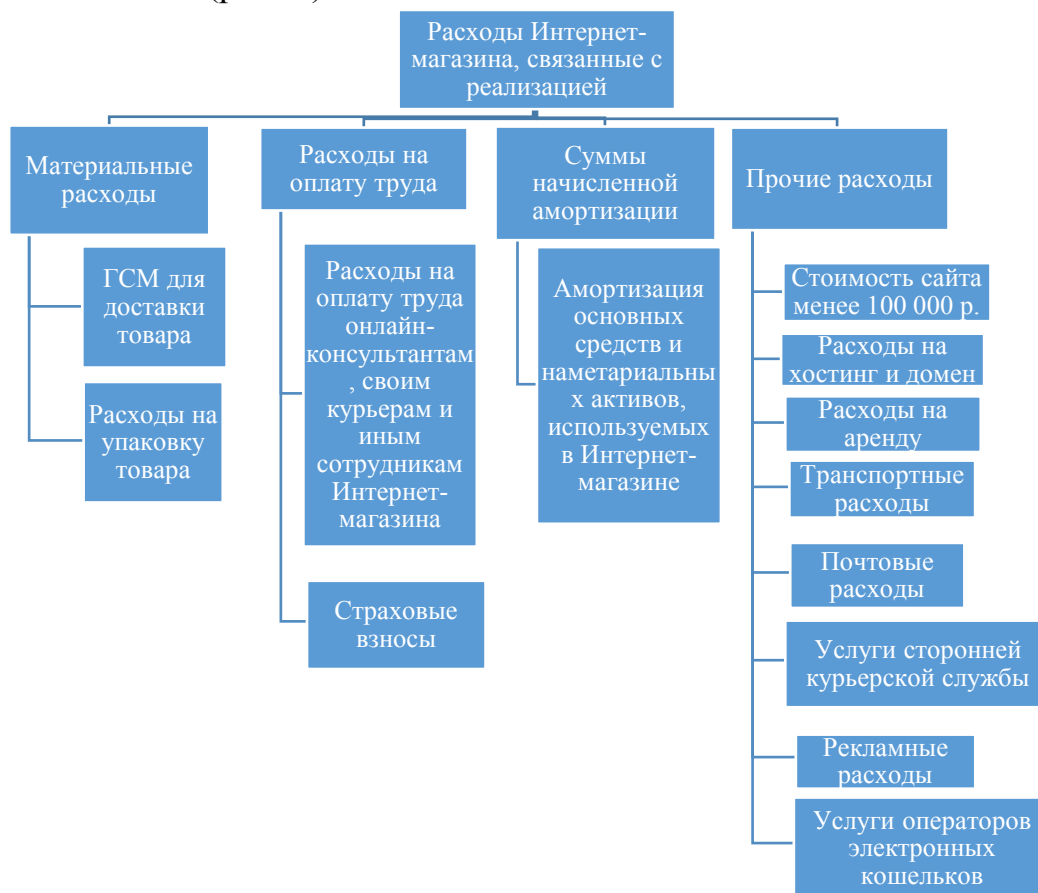 Расходы Интернет-
магазина, связанные с
реализацией
Материальные
расходы
ГСМ для
доставки
товара
Расходы на
упаковку
товара
Расходы на
оплату труда
Расходы на
оплату труда
онлайн-
консультантам
, своим
курьерам и
иным
сотрудникам
Интернет-
магазина
Страховые
взносы
Суммы
начисленной
амортизации
Амортизация
основных
средств и
наметариальны
х активов,
используемых
в Интернет-
магазине
Прочие расходы
Стоимость сайта
менее 100 000 р.
Расходы на
хостинг и домен
Расходы на
аренду
Транспортные
расходы
Почтовые
расходы
Услуги сторонней
курьерской службы
Рекламные
расходы
Услуги операторов
электронных
кошельков